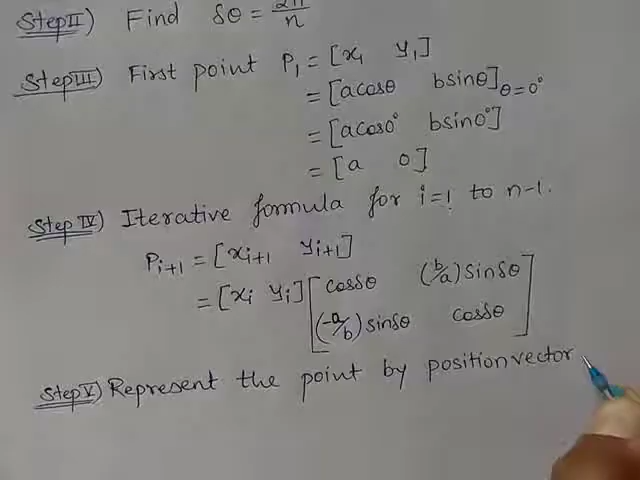 Step II) Find δθ = 2π/n
Step III) First point P₁ = [x₁ y₁]
= [acosθ bsinθ]θ=0°
= [acos0° bsin0°]
= [a 0]
Step IV) Iterative formula for i=1 to n-1.
Pᵢ₊₁ = [xᵢ₊₁ yᵢ₊₁]
= [xᵢ yᵢ] [cosδθ (b/a)sinδθ
(-a/b)sinδθ cosδθ]
Step V) Represent the point by positionvector